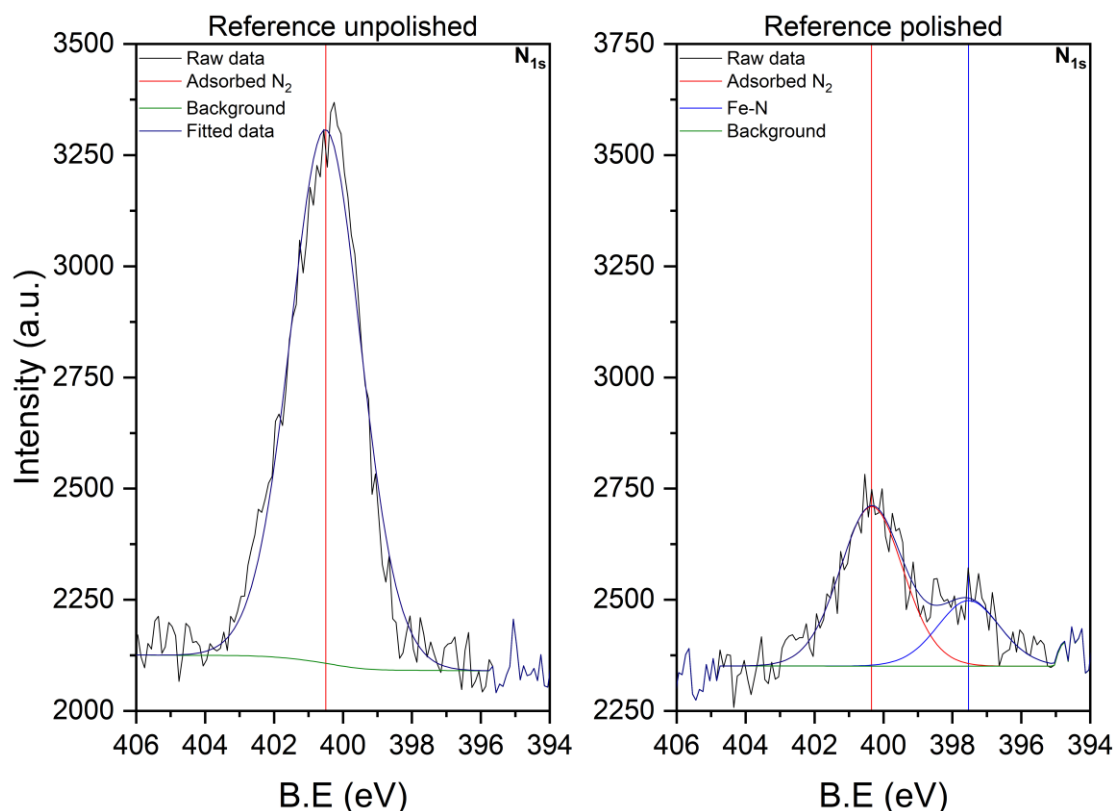 Reference unpolished
Raw data
Adsorbed N₂
Background
Fitted data
N₁ₛ
3500
3250
3000
2750
2500
2250
2000
Intensity (a.u.)
406 404 402 400 398 396 394
B.E (eV)
Reference polished
Raw data
Adsorbed N₂
Fe-N
Background
N₁ₛ
3750
3500
3250
3000
2750
2500
2250
406 404 402 400 398 396 394
B.E (eV)